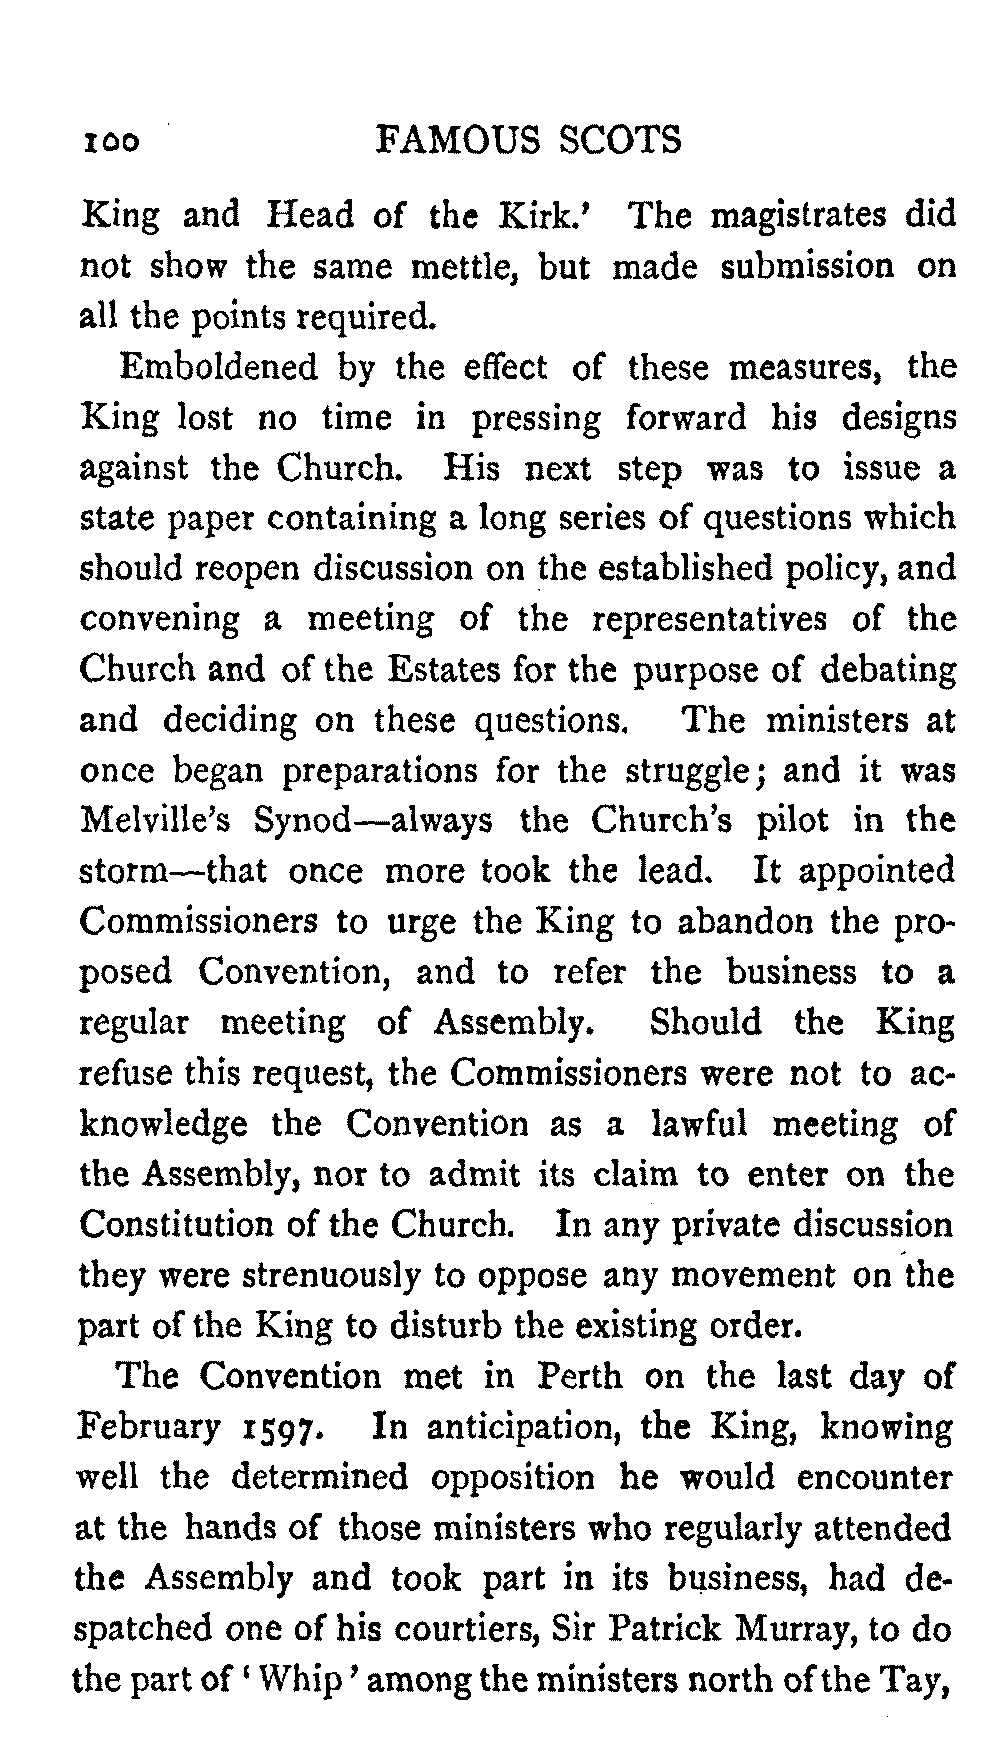 100 FAMOUS SCOTS
King and Head of the Kirk.’ The magistrates did
not show the same mettle, but made submission on
all the points required.
Emboldened by the effect of these measures, the
King lost no time in pressing forward his designs
against the Church. His next step was to issue a
state paper containing a long series of questions which
should reopen discussion on the established policy, and
convening a meeting of the representatives of the
Church and of the Estates for the purpose of debating
and deciding on these questions. The ministers at
once began preparations for the struggle; and it was
Melville’s Synod—always the Church’s pilot in the
storm—that once more took the lead. It appointed
Commissioners to urge the King to abandon the pro-
posed Convention, and to refer the business to a
regular meeting of Assembly. Should the King
refuse this request, the Commissioners were not to ac-
knowledge the Convention as a lawful meeting of
the Assembly, nor to admit its claim to enter on the
Constitution of the Church. In any private discussion
they were strenuously to oppose any movement on the
part of the King to disturb the existing order.
The Convention met in Perth on the last day of
February 1597. In anticipation, the King, knowing
well the determined opposition he would encounter
at the hands of those ministers who regularly attended
the Assembly and took part in its business, had de-
spatched one of his courtiers, Sir Patrick Murray, to do
the part of ‘Whip’ among the ministers north of the Tay,